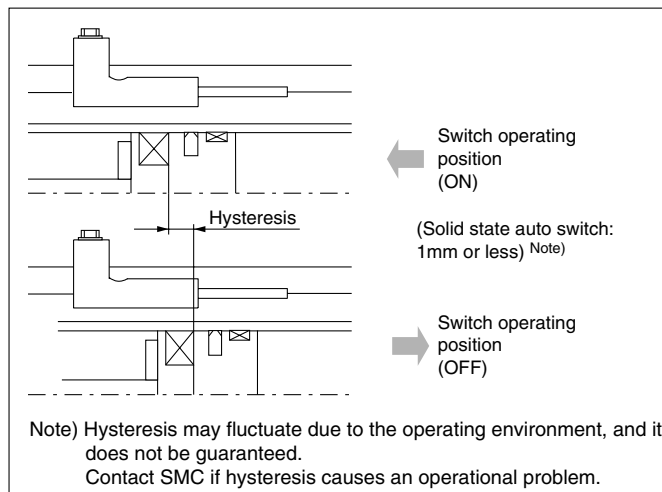 Switch operating
position
(ON)
Hysteresis
(Solid state auto switch:
1mm or less) Note)
Switch operating
position
(OFF)
Note) Hysteresis may fluctuate due to the operating environment, and it
does not be guaranteed.
Contact SMC if hysteresis causes an operational problem.